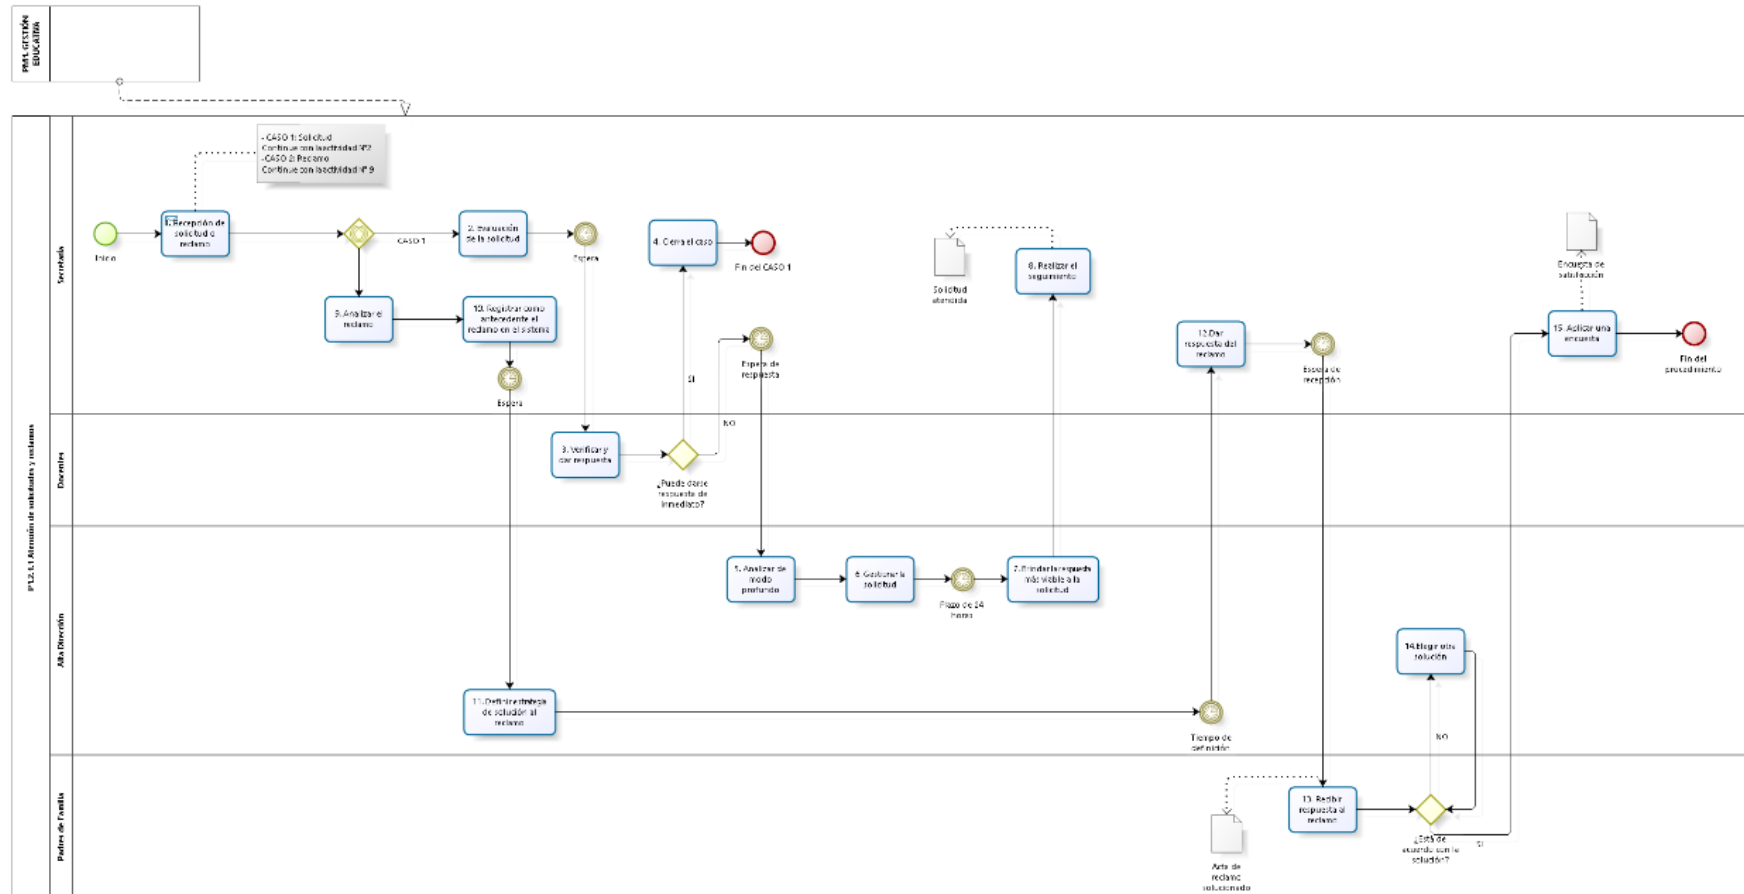 PM1. GESTIÓN
EDUCATIVA
- CASO 1: Solicitud
Continue con la actividad N°2
-CASO 2: Reclamo
Continue con la actividad N° 9
P1.2.1.1 Atención de solicitudes y reclamos
Secretaría
Inicio
1. Recepción de
solicitud o
reclamo
CASO 1
2. Evaluación
de la solicitud
Espera
4. Cierra el caso
Fin del CASO 1
Solicitud
atendida
8. Realizar el
seguimiento
Encuesta de
satisfacción
9. Analizar el
reclamo
10. Registrar como
antecedente el
reclamo en el sistema
Espera
SI
Espera de
respuesta
NO
12.Dar
respuesta del
reclamo
Espera de
recepción
15. Aplicar una
encuesta
Fin del
procedimiento
Docentes
3. Verificar y
dar respuesta
¿Puede darse
respuesta de
inmediato?
Alta Dirección
5. Analizar de
modo
profundo
6. Gestionar la
solicitud
Plazo de 24
horas
7. Brindar la respuesta
más viable a la
solicitud
11. Definir estrategia
de solución al
reclamo
Tiempo de
definición
14.Elegir otra
solución
NO
Padres de Familia
13. Recibir
respuesta al
reclamo
¿Está de
acuerdo con la
solución?
SI
Acta de
reclamo
solucionado